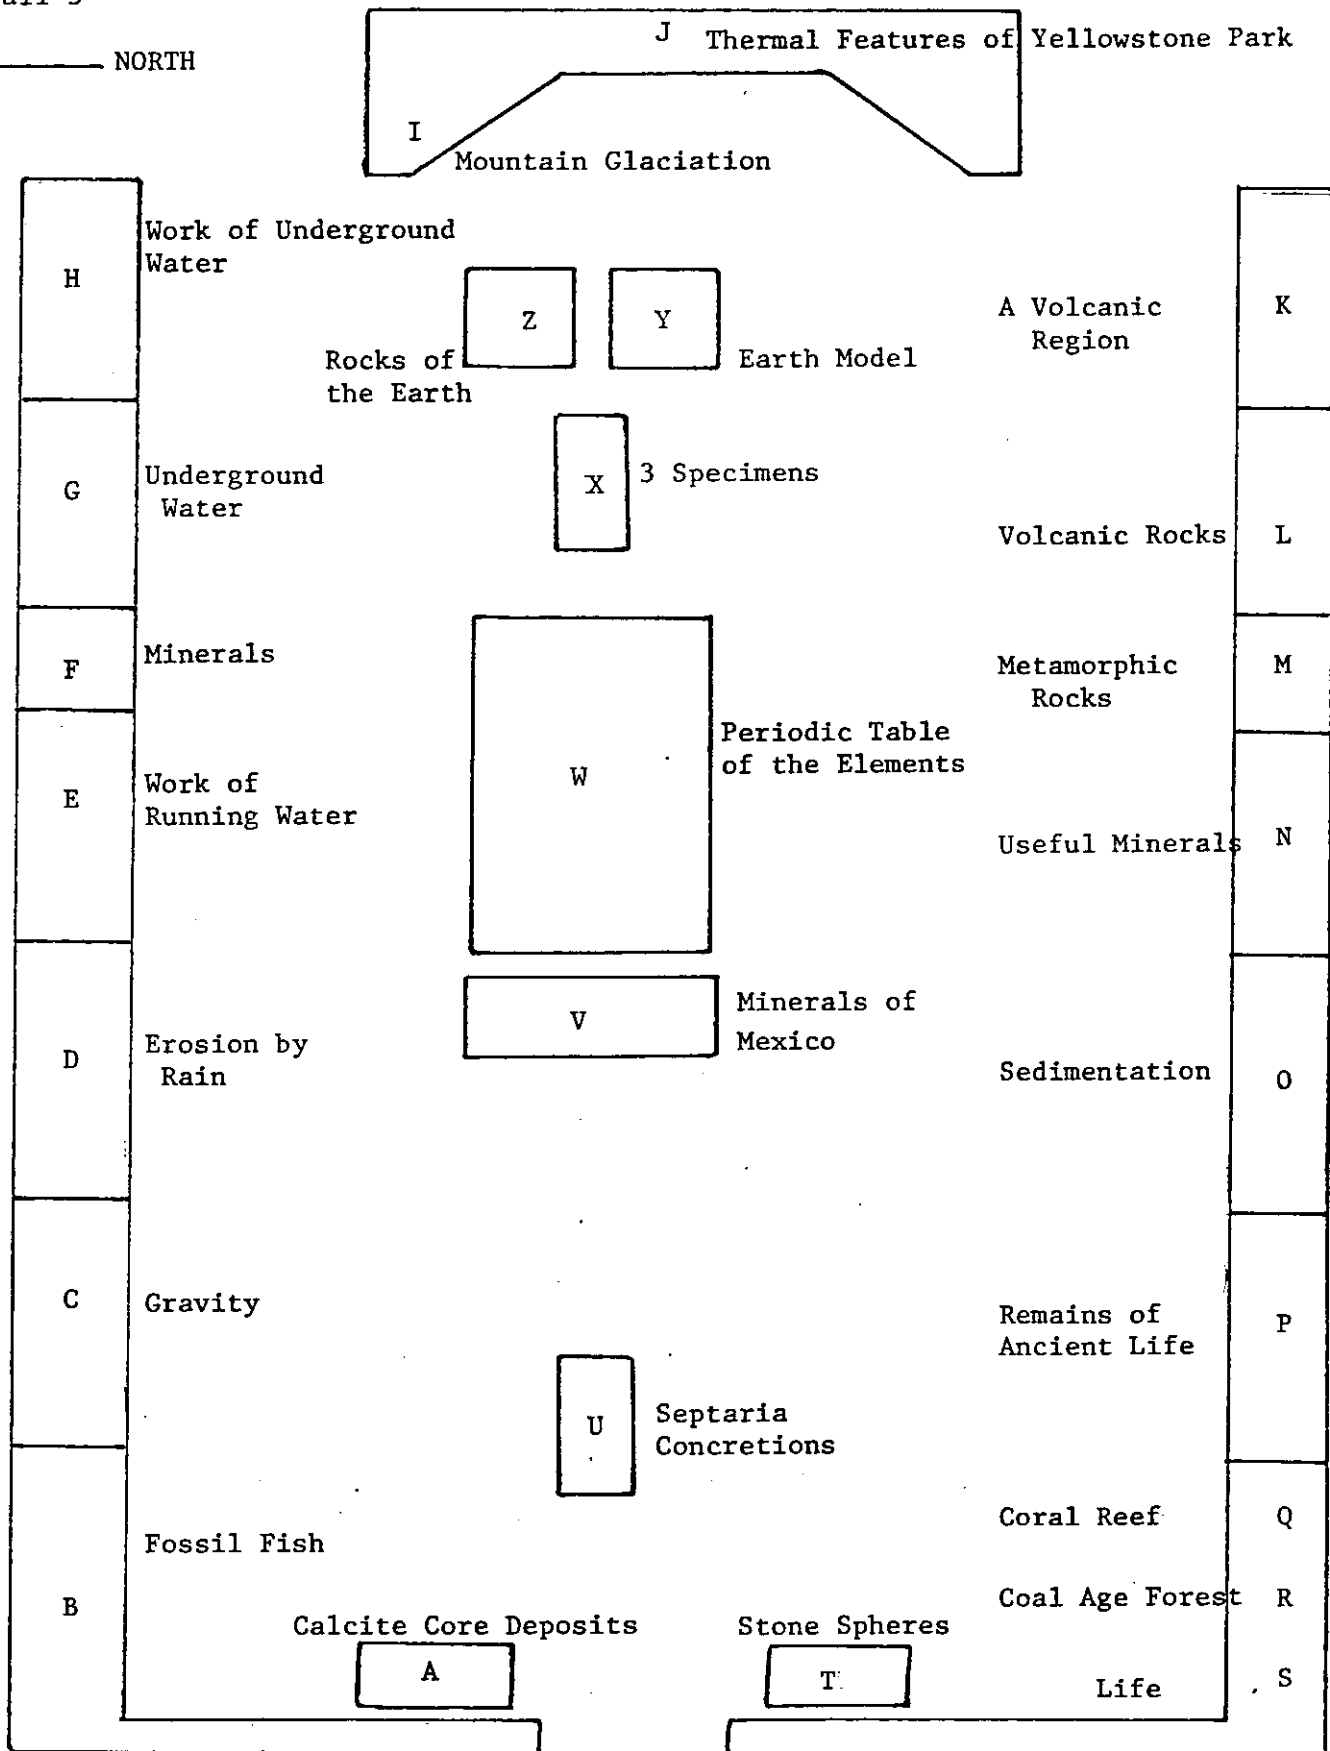 NORTH
J Thermal Features of Yellowstone Park
I
Mountain Glaciation
H
Work of Underground
Water
Z
Rocks of
the Earth
Y
Earth Model
A Volcanic
Region
K
G
Underground
Water
X
3 Specimens
Volcanic Rocks
L
F
Minerals
Metamorphic
Rocks
M
E
Work of
Running Water
W
Periodic Table
of the Elements
Useful Minerals
N
D
Erosion by
Rain
V
Minerals of
Mexico
Sedimentation
O
C
Gravity
Remains of
Ancient Life
P
U
Septaria
Concretions
B
Fossil Fish
Coral Reef
Q
Coal Age Forest
R
Calcite Core Deposits
A
Stone Spheres
T
Life
S